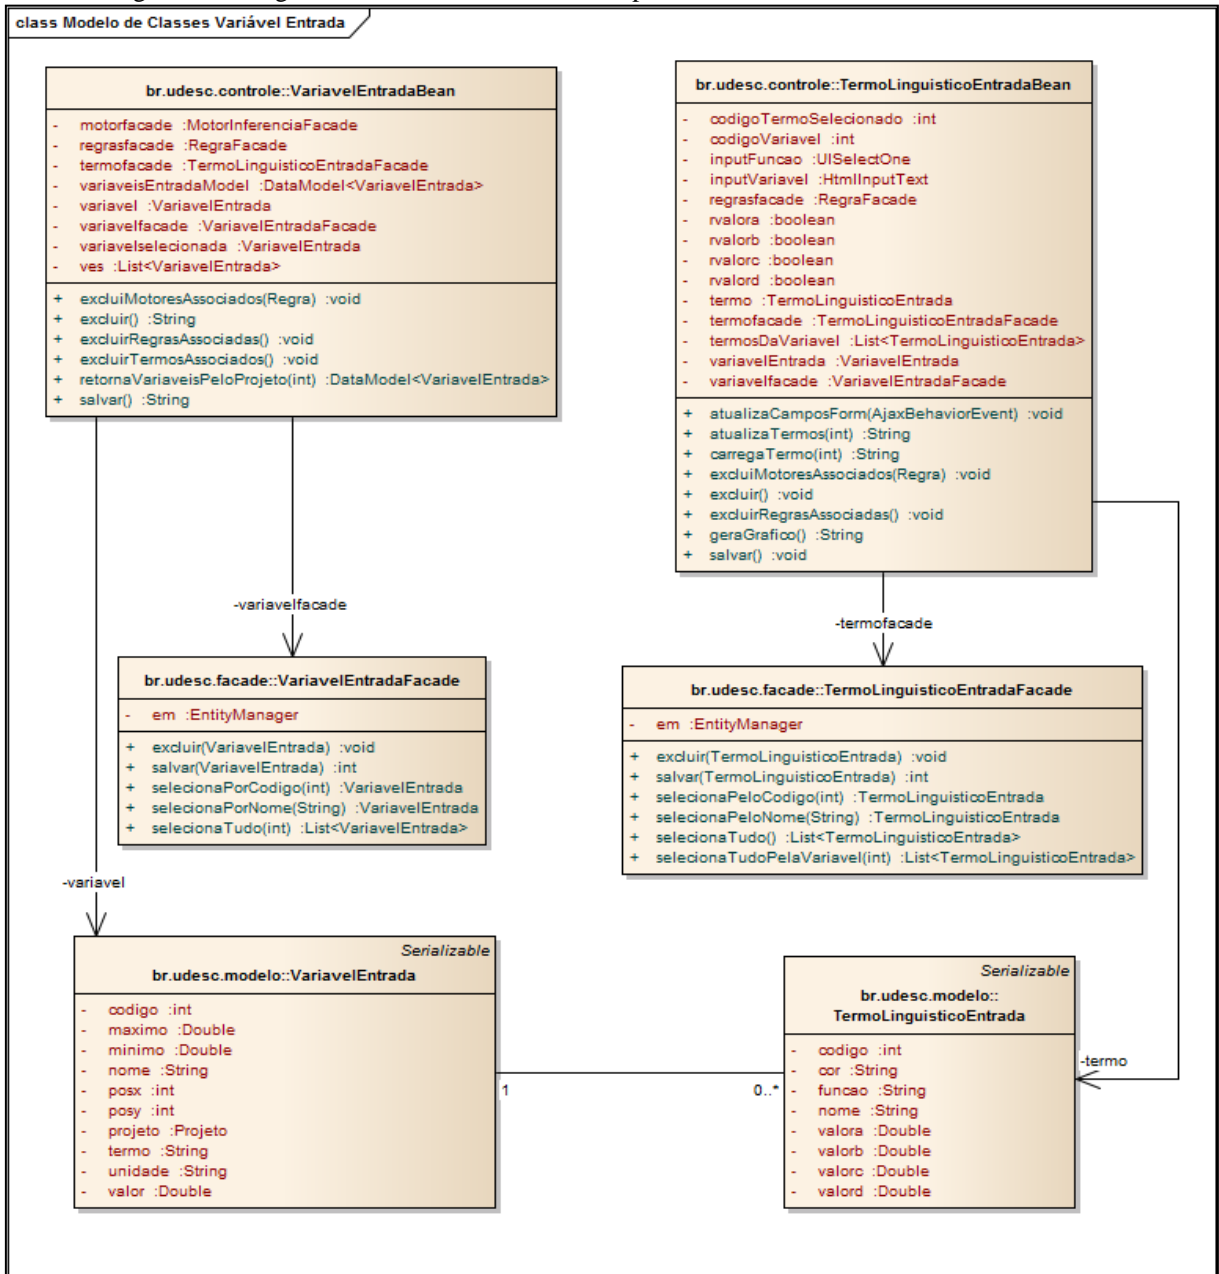 class Modelo de Classes Variável Entrada
br.udesc.controle::VariavelEntradaBean
- motorfacade :MotorInferenciaFacade
- regrasfacade :RegraFacade
- termofacade :TermoLinguisticoEntradaFacade
- variaveisEntradaModel :DataModel<VariavelEntrada>
- variavel :VariavelEntrada
- variavelfacade :VariavelEntradaFacade
- variavelselecionada :VariavelEntrada
- ves :List<VariavelEntrada>
+ excluiMotoresAssociados(Regra) :void
+ excluir() :String
+ excluirRegrasAssociadas() :void
+ excluirTermosAssociados() :void
+ retornaVariaveisPeloProjeto(int) :DataModel<VariavelEntrada>
+ salvar() :String
br.udesc.controle::TermoLinguisticoEntradaBean
- codigoTermoSelecionado :int
- codigoVariavel :int
- inputFuncao :UISelectOne
- inputVariavel :HtmlInputText
- regrasfacade :RegraFacade
- rvalora :boolean
- rvalorb :boolean
- rvalorc :boolean
- rvalord :boolean
- termo :TermoLinguisticoEntrada
- termofacade :TermoLinguisticoEntradaFacade
- termosDaVariavel :List<TermoLinguisticoEntrada>
- variavelEntrada :VariavelEntrada
- variavelfacade :VariavelEntradaFacade
+ atualizaCamposForm(AjaxBehaviorEvent) :void
+ atualizaTermos(int) :String
+ carregaTermo(int) :String
+ excluiMotoresAssociados(Regra) :void
+ excluir() :void
+ excluirRegrasAssociadas() :void
+ geraGrafico() :String
+ salvar() :void
-variavelfacade
-termofacade
br.udesc.facade::VariavelEntradaFacade
- em :EntityManager
+ excluir(VariavelEntrada) :void
+ salvar(VariavelEntrada) :int
+ selecionaPorCodigo(int) :VariavelEntrada
+ selecionaPorNome(String) :VariavelEntrada
+ selecionaTudo(int) :List<VariavelEntrada>
br.udesc.facade::TermoLinguisticoEntradaFacade
- em :EntityManager
+ excluir(TermoLinguisticoEntrada) :void
+ salvar(TermoLinguisticoEntrada) :int
+ selecionaPeloCodigo(int) :TermoLinguisticoEntrada
+ selecionaPeloNome(String) :TermoLinguisticoEntrada
+ selecionaTudo() :List<TermoLinguisticoEntrada>
+ selecionaTudoPelaVariavel(int) :List<TermoLinguisticoEntrada>
-variavel
Serializable
br.udesc.modelo::VariavelEntrada
- codigo :int
- maximo :Double
- minimo :Double
- nome :String
- posx :int
- posy :int
- projeto :Projeto
- termo :String
- unidade :String
- valor :Double
1
0..*
Serializable
br.udesc.modelo::
TermoLinguisticoEntrada
- codigo :int
- cor :String
- funcao :String
- nome :String
- valora :Double
- valorb :Double
- valorc :Double
- valord :Double
-termo